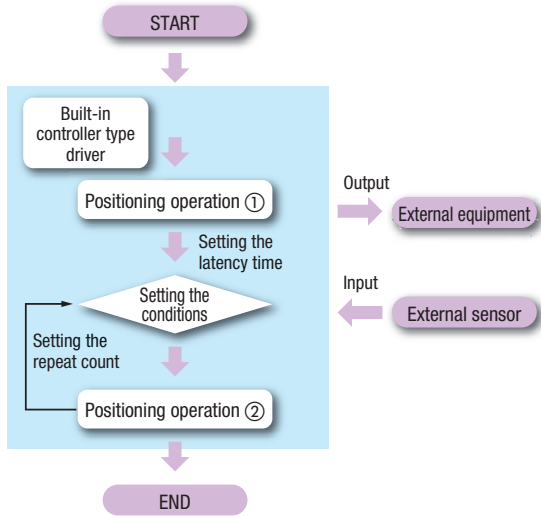 START
Built-in
controller type
driver
Positioning operation ①
Output
External equipment
Setting the
latency time
Setting the
conditions
Input
External sensor
Setting the
repeat count
Positioning operation ②
END